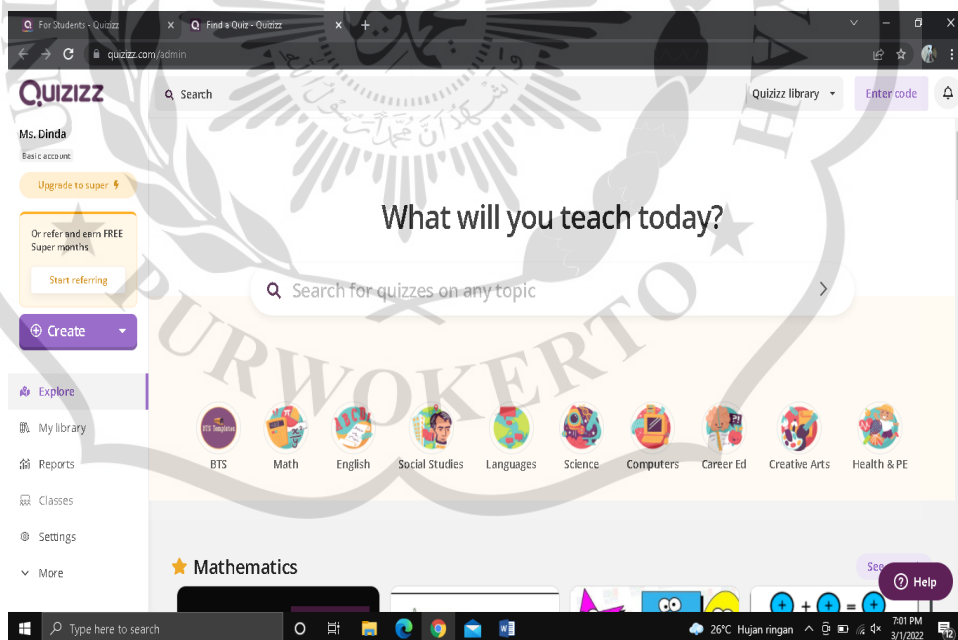 For Students - Quizizz
Find a Quiz - Quizizz
quizizz.com/admin
QUIZIZZ
Search
Quizizz library
Enter code
Ms. Dinda
Basic account
Upgrade to super
Or refer and earn FREE
Super months
Start referring
Create
Explore
My library
Reports
Classes
Settings
More
What will you teach today?
Search for quizzes on any topic
BTS Templates
BTS
Math
English
Social Studies
Languages
Science
Computers
Career Ed
Creative Arts
Health & PE
Mathematics
See
Help
PURWOKERTO
Type here to search
26°C Hujan ringan
7:01 PM
3/1/2022
12